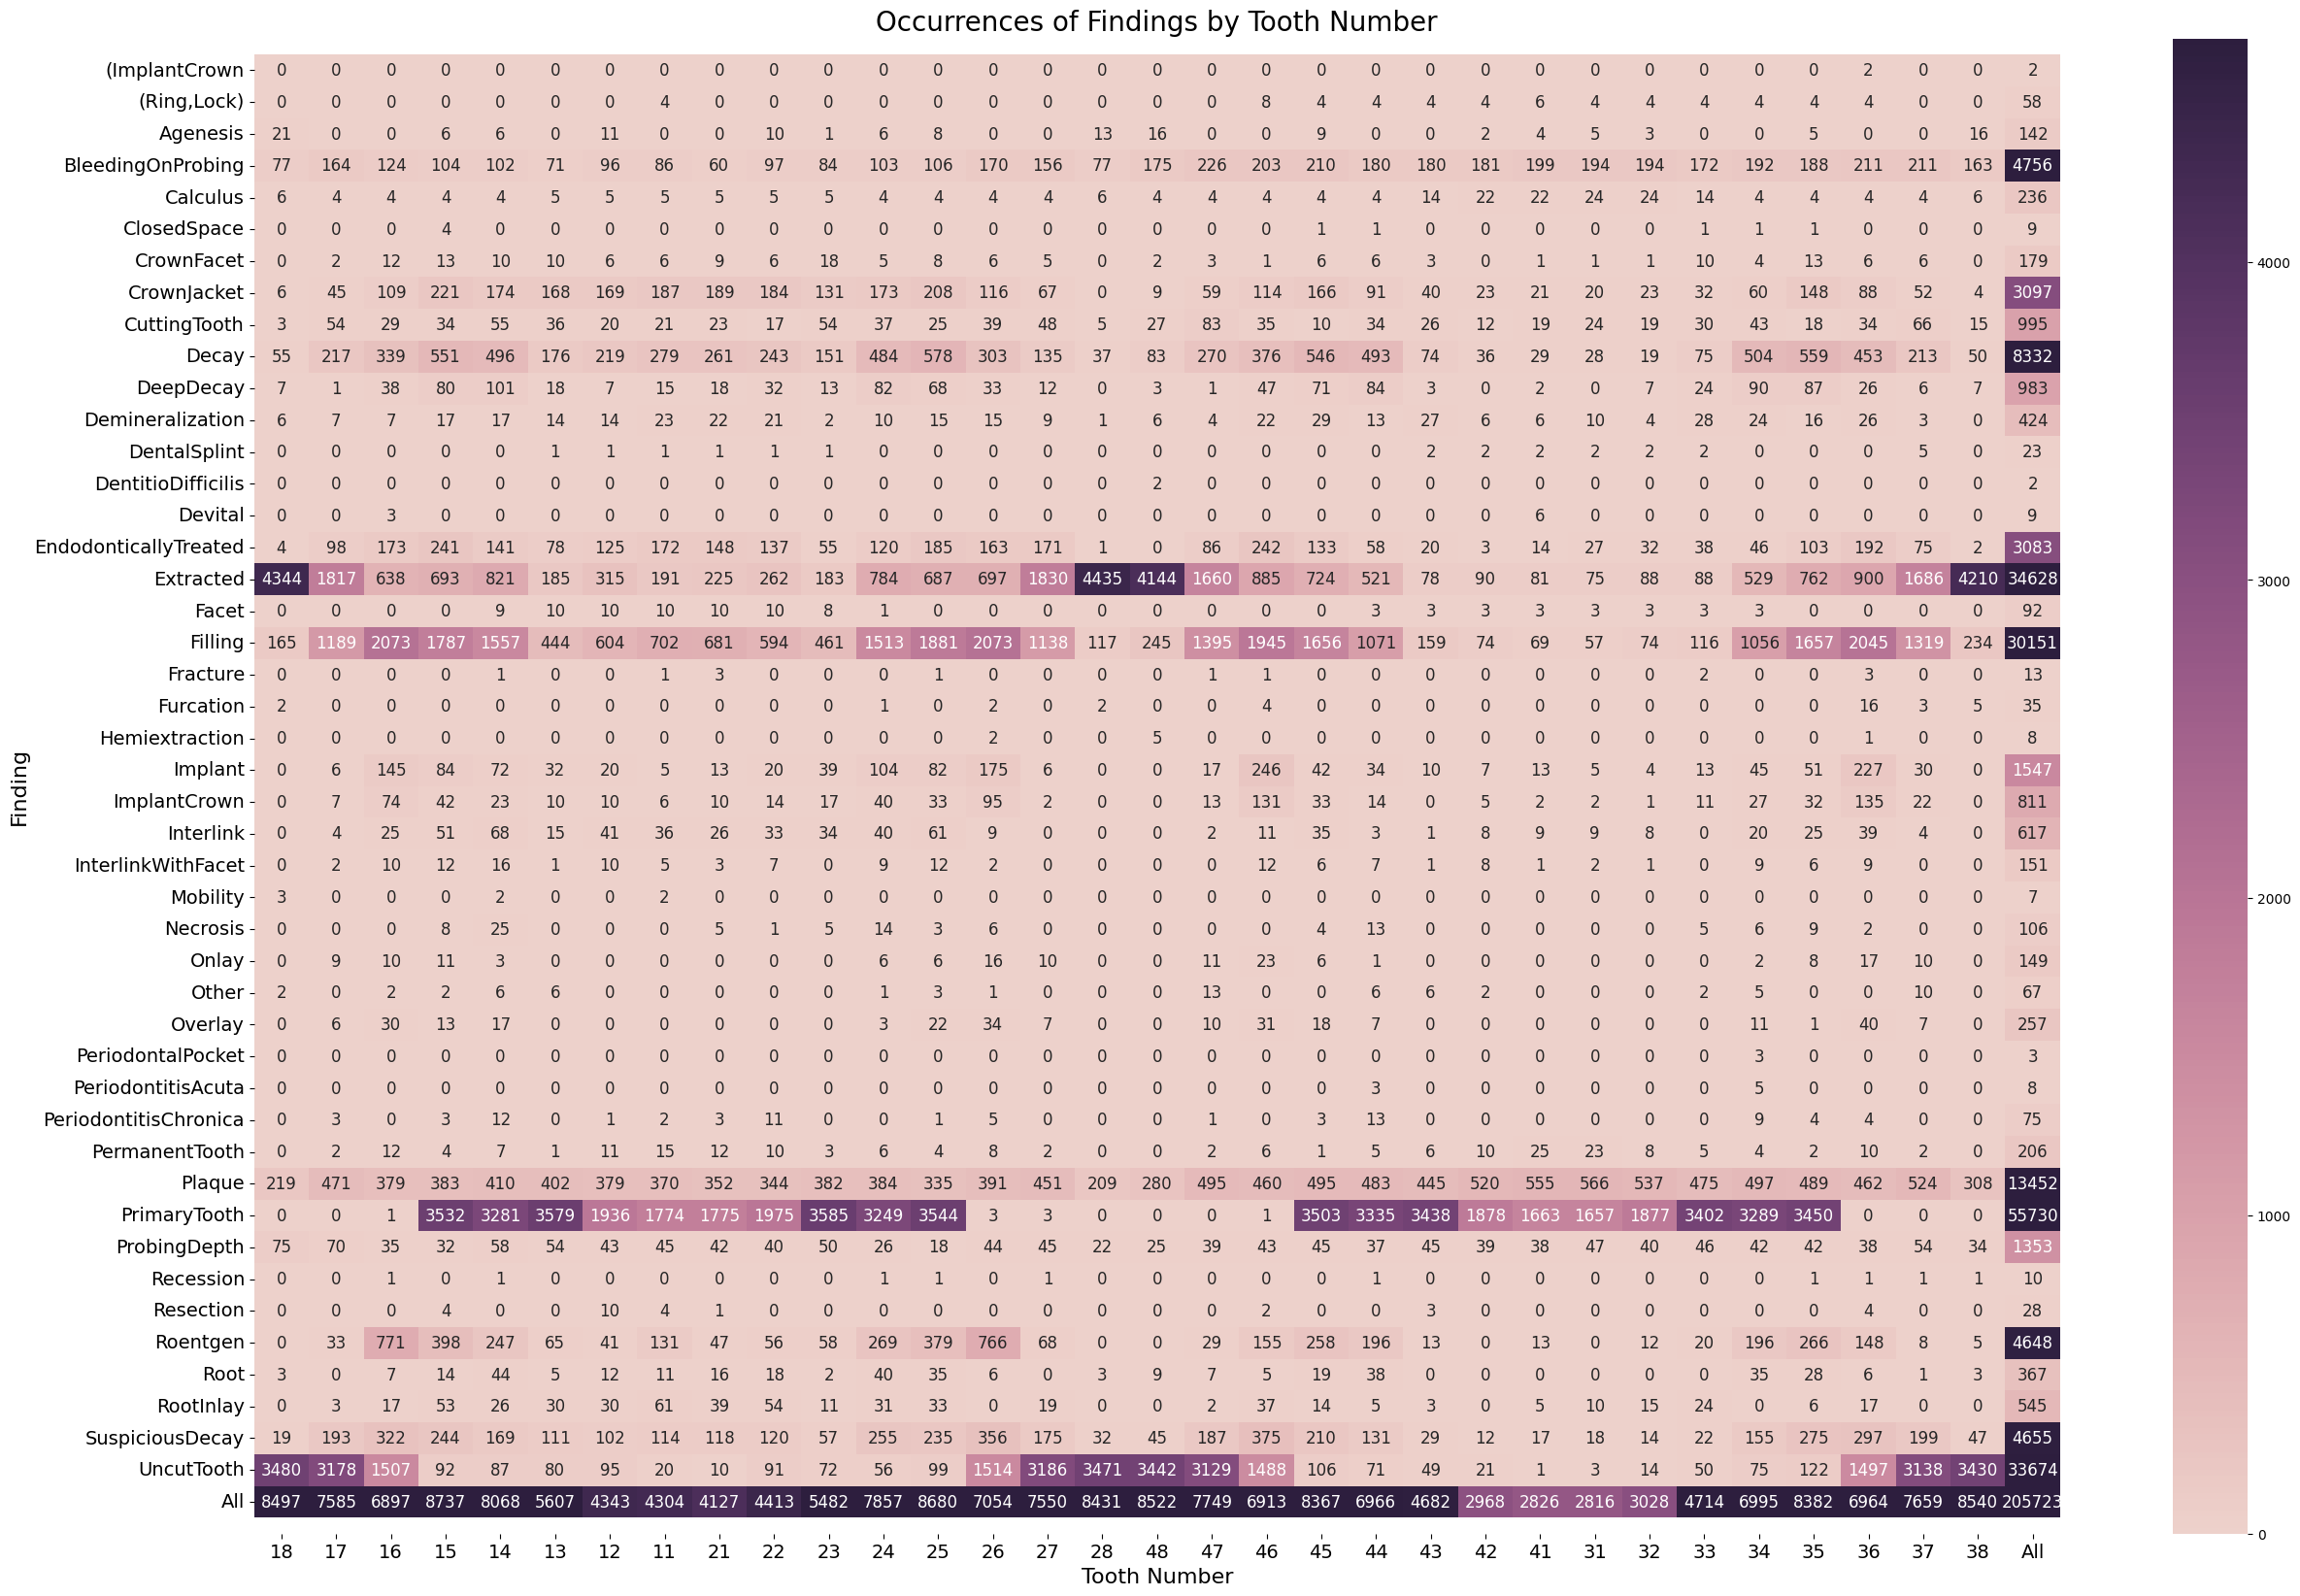 Occurrences of Findings by Tooth Number
(ImplantCrown 0 0 0 0 0 0 0 0 0 0 0 0 0 0 0 0 0 0 0 0 0 0 0 0 0 0 0 0 0 2 0 0 2
(Ring,Lock) 0 0 0 0 0 0 0 4 0 0 0 0 0 0 0 0 0 0 8 4 4 4 4 6 4 4 4 4 4 4 0 0 58
Agenesis 21 0 0 6 6 0 11 0 0 10 1 6 8 0 0 13 16 0 0 9 0 0 2 4 5 3 0 0 5 0 0 16 142
BleedingOnProbing 77 164 124 104 102 71 96 86 60 97 84 103 106 170 156 77 175 226 203 210 180 180 181 199 194 194 172 192 188 211 211 163 4756
Calculus 6 4 4 4 4 5 5 5 5 5 5 4 4 4 4 6 4 4 4 4 4 14 22 22 24 24 14 4 4 4 4 6 236
ClosedSpace 0 0 0 4 0 0 0 0 0 0 0 0 0 0 0 0 0 0 0 1 1 0 0 0 0 0 1 1 1 0 0 0 9
CrownFacet 0 2 12 13 10 10 6 6 9 6 18 5 8 6 5 0 2 3 1 6 6 3 0 1 1 1 10 4 13 6 6 0 179
4000
CrownJacket 6 45 109 221 174 168 169 187 189 184 131 173 208 116 67 0 9 59 114 166 91 40 23 21 20 23 32 60 148 88 52 4 3097
CuttingTooth 3 54 29 34 55 36 20 21 23 17 54 37 25 39 48 5 27 83 35 10 34 26 12 19 24 19 30 43 18 34 66 15 995
Decay 55 217 339 551 496 176 219 279 261 243 151 484 578 303 135 37 83 270 376 546 493 74 36 29 28 19 75 504 559 453 213 50 8332
DeepDecay 7 1 38 80 101 18 7 15 18 32 13 82 68 33 12 0 3 1 47 71 84 3 0 2 0 7 24 90 87 26 6 7 983
Demineralization 6 7 7 17 17 14 14 23 22 21 2 10 15 15 9 1 6 4 22 29 13 27 6 6 10 4 28 24 16 26 3 0 424
DentalSplint 0 0 0 0 0 1 1 1 1 1 1 0 0 0 0 0 0 0 0 0 0 2 2 2 2 2 2 0 0 0 5 0 23
DentitioDifficilis 0 0 0 0 0 0 0 0 0 0 0 0 0 0 0 0 2 0 0 0 0 0 0 0 0 0 0 0 0 0 0 0 2
Devital 0 0 3 0 0 0 0 0 0 0 0 0 0 0 0 0 0 0 0 0 0 0 0 6 0 0 0 0 0 0 0 0 9
EndodonticallyTreated 4 98 173 241 141 78 125 172 148 137 55 120 185 163 171 1 0 86 242 133 58 20 3 14 27 32 38 46 103 192 75 2 3083
Extracted 4344 1817 638 693 821 185 315 191 225 262 183 784 687 697 1830 4435 4144 1660 885 724 521 78 90 81 75 88 88 529 762 900 1686 4210 34628
3000
Facet 0 0 0 0 9 10 10 10 10 10 8 1 0 0 0 0 0 0 0 0 3 3 3 3 3 3 3 3 0 0 0 0 92
Filling 165 1189 2073 1787 1557 444 604 702 681 594 461 1513 1881 2073 1138 117 245 1395 1945 1656 1071 159 74 69 57 74 116 1056 1657 2045 1319 234 30151
Fracture 0 0 0 0 1 0 0 1 3 0 0 0 1 0 0 0 0 1 1 0 0 0 0 0 0 0 2 0 0 3 0 0 13
Furcation 2 0 0 0 0 0 0 0 0 0 0 1 0 2 0 2 0 0 4 0 0 0 0 0 0 0 0 0 0 16 3 5 35
Hemiextraction 0 0 0 0 0 0 0 0 0 0 0 0 0 2 0 0 5 0 0 0 0 0 0 0 0 0 0 0 0 1 0 0 8
Implant 0 6 145 84 72 32 20 5 13 20 39 104 82 175 6 0 0 17 246 42 34 10 7 13 5 4 13 45 51 227 30 0 1547
ImplantCrown 0 7 74 42 23 10 10 6 10 14 17 40 33 95 2 0 0 13 131 33 14 0 5 2 2 1 11 27 32 135 22 0 811
Interlink 0 4 25 51 68 15 41 36 26 33 34 40 61 9 0 0 0 2 11 35 3 1 8 9 9 8 0 20 25 39 4 0 617
InterlinkWithFacet 0 2 10 12 16 1 10 5 3 7 0 9 12 2 0 0 0 0 12 6 7 1 8 1 2 1 0 9 6 9 0 0 151
Mobility 3 0 0 0 2 0 0 2 0 0 0 0 0 0 0 0 0 0 0 0 0 0 0 0 0 0 0 0 0 0 0 0 7
2000
Necrosis 0 0 0 8 25 0 0 0 5 1 5 14 3 6 0 0 0 0 0 4 13 0 0 0 0 0 5 6 9 2 0 0 106
Onlay 0 9 10 11 3 0 0 0 0 0 0 6 6 16 10 0 0 11 23 6 1 0 0 0 0 0 0 2 8 17 10 0 149
Other 2 0 2 2 6 6 0 0 0 0 0 1 3 1 0 0 0 13 0 0 6 6 2 0 0 0 2 5 0 0 10 0 67
Overlay 0 6 30 13 17 0 0 0 0 0 0 3 22 34 7 0 0 10 31 18 7 0 0 0 0 0 0 11 1 40 7 0 257
PeriodontalPocket 0 0 0 0 0 0 0 0 0 0 0 0 0 0 0 0 0 0 0 0 0 0 0 0 0 0 0 3 0 0 0 0 3
PeriodontitisAcuta 0 0 0 0 0 0 0 0 0 0 0 0 0 0 0 0 0 0 0 0 3 0 0 0 0 0 0 5 0 0 0 0 8
PeriodontitisChronica 0 3 0 3 12 0 1 2 3 11 0 0 1 5 0 0 0 1 0 3 13 0 0 0 0 0 0 9 4 4 0 0 75
PermanentTooth 0 2 12 4 7 1 11 15 12 10 3 6 4 8 2 0 0 2 6 1 5 6 10 25 23 8 5 4 2 10 2 0 206
Plaque 219 471 379 383 410 402 379 370 352 344 382 384 335 391 451 209 280 495 460 495 483 445 520 555 566 537 475 497 489 462 524 308 13452
PrimaryTooth 0 0 1 3532 3281 3579 1936 1774 1775 1975 3585 3249 3544 3 3 0 0 0 1 3503 3335 3438 1878 1663 1657 1877 3402 3289 3450 0 0 0 55730
1000
ProbingDepth 75 70 35 32 58 54 43 45 42 40 50 26 18 44 45 22 25 39 43 45 37 45 39 38 47 40 46 42 42 38 54 34 1353
Recession 0 0 1 0 1 0 0 0 0 0 0 1 1 0 1 0 0 0 0 0 1 0 0 0 0 0 0 0 1 1 1 1 10
Resection 0 0 0 4 0 0 10 4 1 0 0 0 0 0 0 0 0 0 2 0 0 3 0 0 0 0 0 0 0 4 0 0 28
Roentgen 0 33 771 398 247 65 41 131 47 56 58 269 379 766 68 0 0 29 155 258 196 13 0 13 0 12 20 196 266 148 8 5 4648
Root 3 0 7 14 44 5 12 11 16 18 2 40 35 6 0 3 9 7 5 19 38 0 0 0 0 0 0 35 28 6 1 3 367
RootInlay 0 3 17 53 26 30 30 61 39 54 11 31 33 0 19 0 0 2 37 14 5 3 0 5 10 15 24 0 6 17 0 0 545
SuspiciousDecay 19 193 322 244 169 111 102 114 118 120 57 255 235 356 175 32 45 187 375 210 131 29 12 17 18 14 22 155 275 297 199 47 4655
UncutTooth 3480 3178 1507 92 87 80 95 20 10 91 72 56 99 1514 3186 3471 3442 3129 1488 106 71 49 21 1 3 14 50 75 122 1497 3138 3430 33674
All 8497 7585 6897 8737 8068 5607 4343 4304 4127 4413 5482 7857 8680 7054 7550 8431 8522 7749 6913 8367 6966 4682 2968 2826 2816 3028 4714 6995 8382 6964 7659 8540 205723
0
18 17 16 15 14 13 12 11 21 22 23 24 25 26 27 28 48 47 46 45 44 43 42 41 31 32 33 34 35 36 37 38 All
Tooth Number
Finding